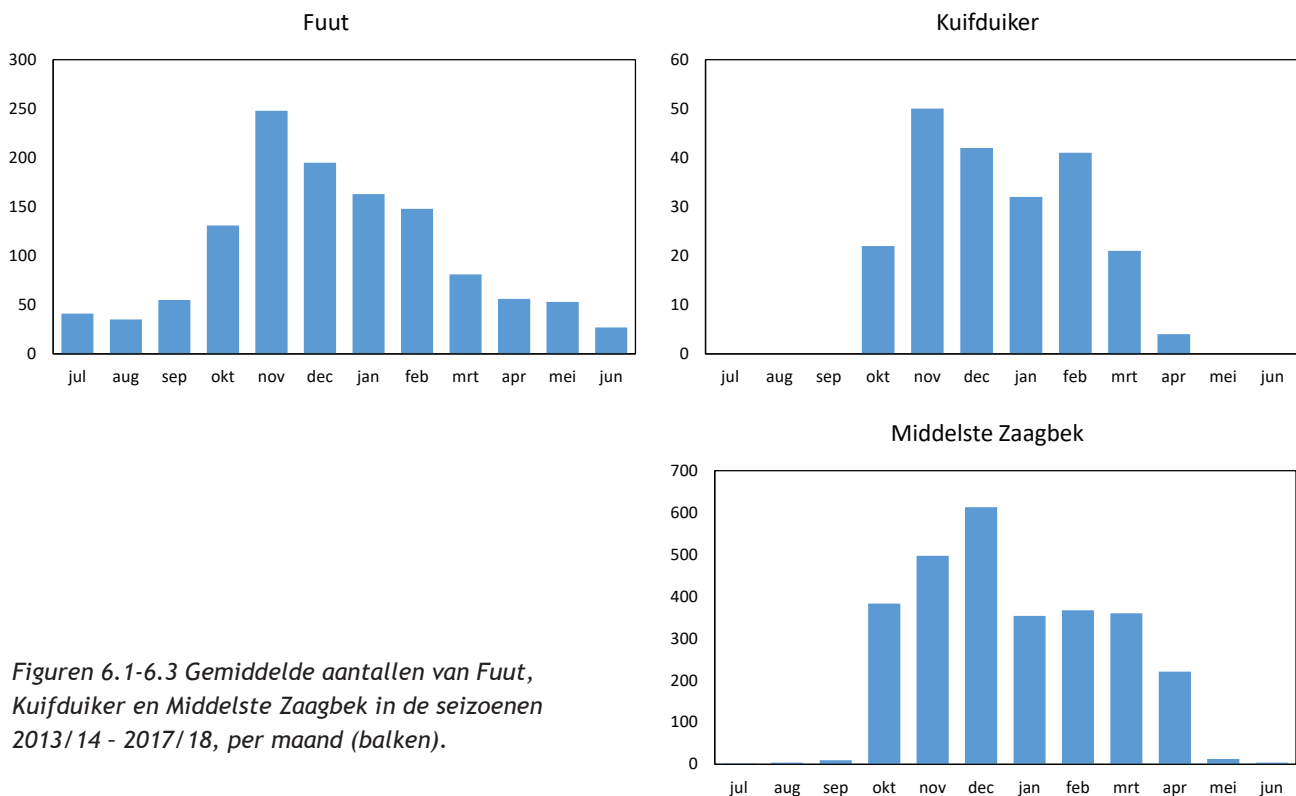 Fuut
300
250
200
150
100
50
0
jul aug sep okt nov dec jan feb mrt apr mei jun
Kuifduiker
60
50
40
30
20
10
0
jul aug sep okt nov dec jan feb mrt apr mei jun
Middelste Zaagbek
700
600
500
400
300
200
100
0
jul aug sep okt nov dec jan feb mrt apr mei jun
Figuren 6.1-6.3 Gemiddelde aantallen van Fuut,
Kuifduiker en Middelste Zaagbek in de seizoenen
2013/14 – 2017/18, per maand (balken).